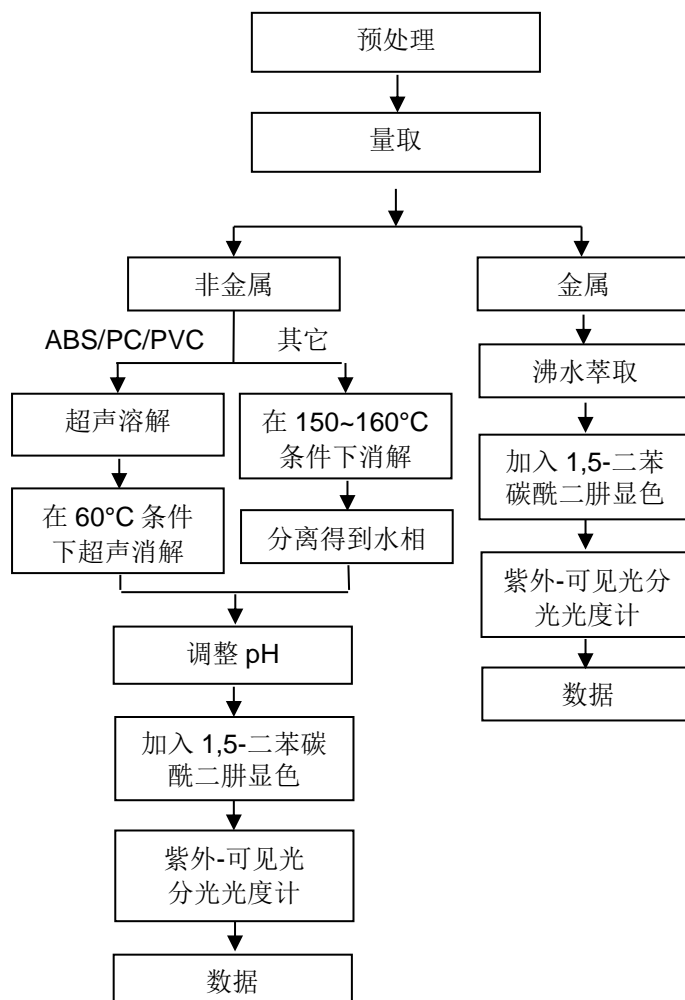 预处理
量取
非金属
金属
ABS/PC/PVC
其它
沸水萃取
超声溶解
在 150~160°C
条件下消解
加入 1,5-二苯
碳酰二肼显色
在 60°C 条件
下超声消解
分离得到水相
紫外-可见光分
光光度计
调整 pH
数据
加入 1,5-二苯碳
酰二肼显色
紫外-可见光
分光光度计
数据